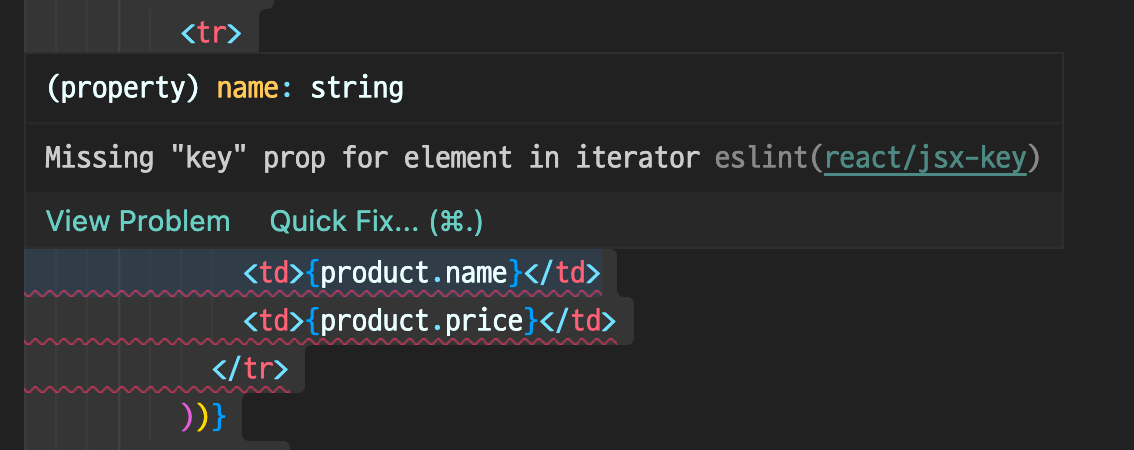 <tr>
(property) name: string
Missing "key" prop for element in iterator eslint(react/jsx-key)
View Problem Quick Fix... (⌘.)
<td>{product.name}</td>
<td>{product.price}</td>
</tr>
))}